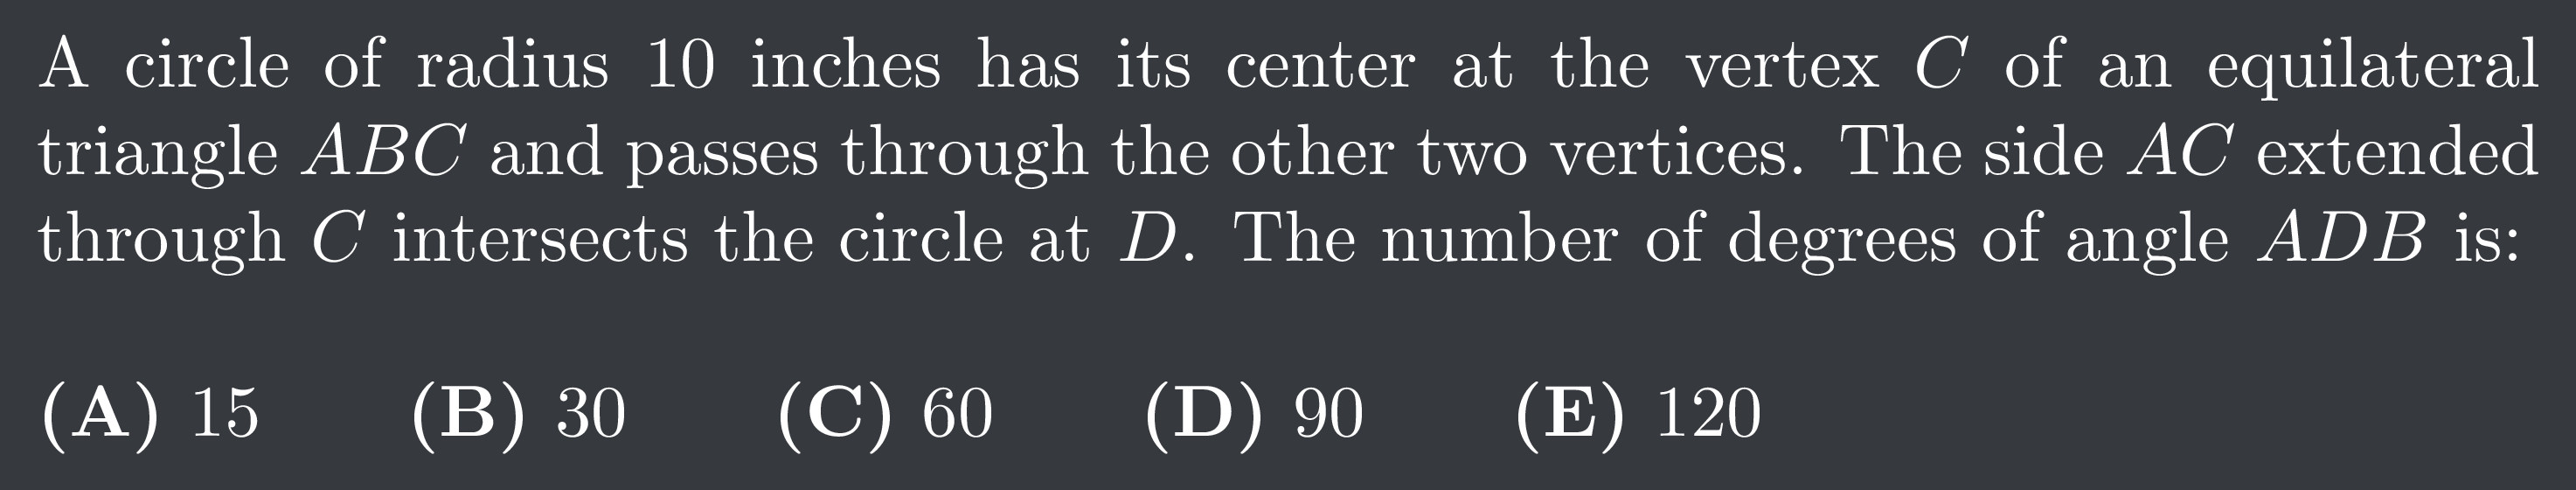 A circle of radius 10 inches has its center at the vertex C of an equilateral
triangle ABC and passes through the other two vertices. The side AC extended
through C intersects the circle at D. The number of degrees of angle ADB is:
(A) 15 (B) 30 (C) 60 (D) 90 (E) 120